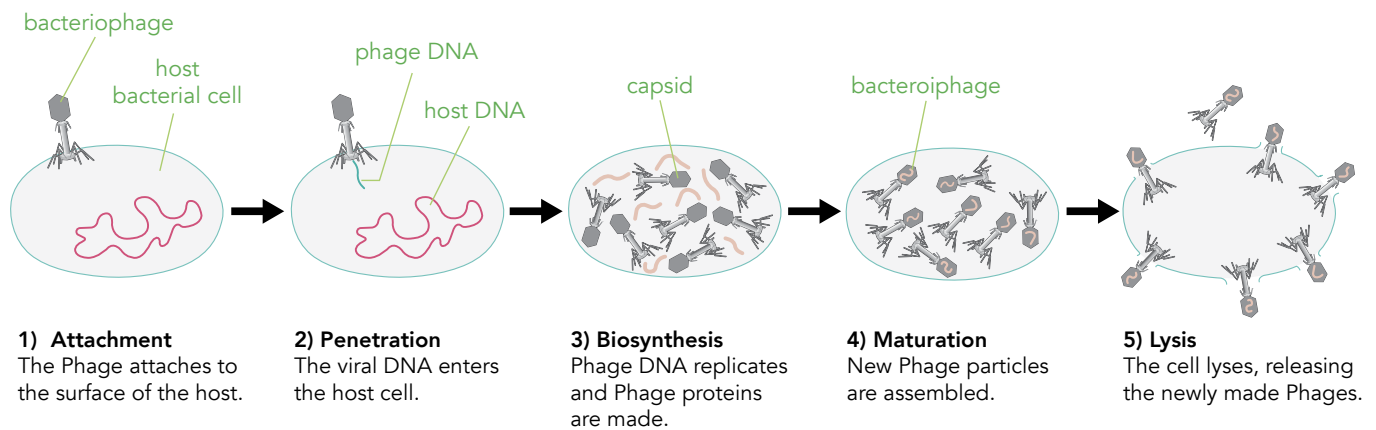 bacteriophage
host
bacterial cell
phage DNA
host DNA
capsid
bacteroiphage
1) Attachment
The Phage attaches to
the surface of the host.
2) Penetration
The viral DNA enters
the host cell.
3) Biosynthesis
Phage DNA replicates
and Phage proteins
are made.
4) Maturation
New Phage particles
are assembled.
5) Lysis
The cell lyses, releasing
the newly made Phages.